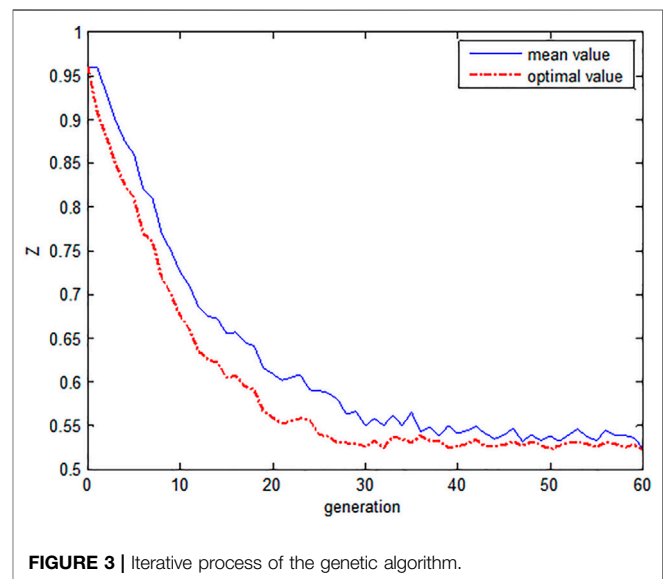 1
0.95
0.9
0.85
0.8
0.75
0.7
0.65
0.6
0.55
0.5
Z
mean value
optimal value
0 10 20 30 40 50 60
generation
FIGURE 3 | Iterative process of the genetic algorithm.